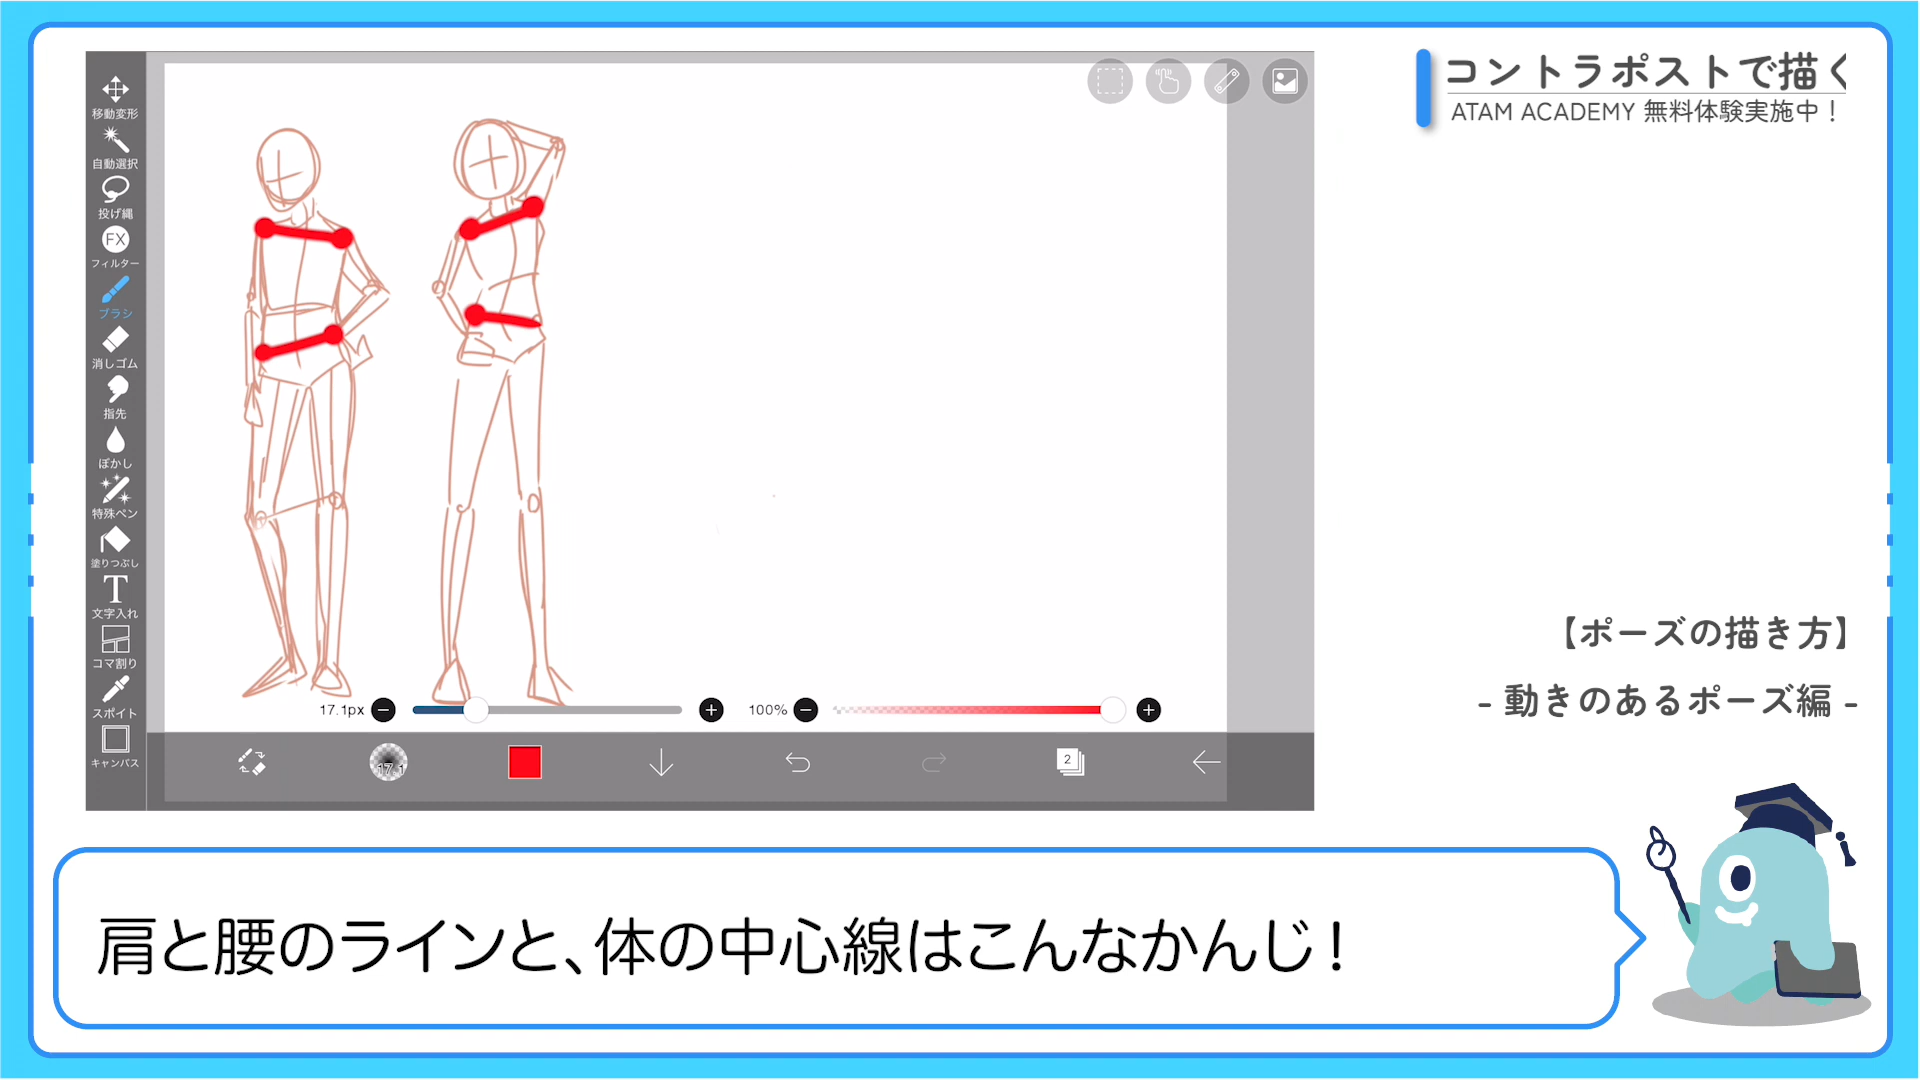 コントラポストで描く
ATAM ACADEMY 無料体験実施中！
移動変形
自動選択
投げ縄
FX
フィルター
ブラシ
消しゴム
指先
ぼかし
特殊ペン
塗りつぶし
T
文字入れ
コマ割り
スポイト
キャンバス
17.1px
100%
17.1
2
【ポーズの描き方】
- 動きのあるポーズ編 -
肩と腰のラインと、体の中心線はこんなかんじ！